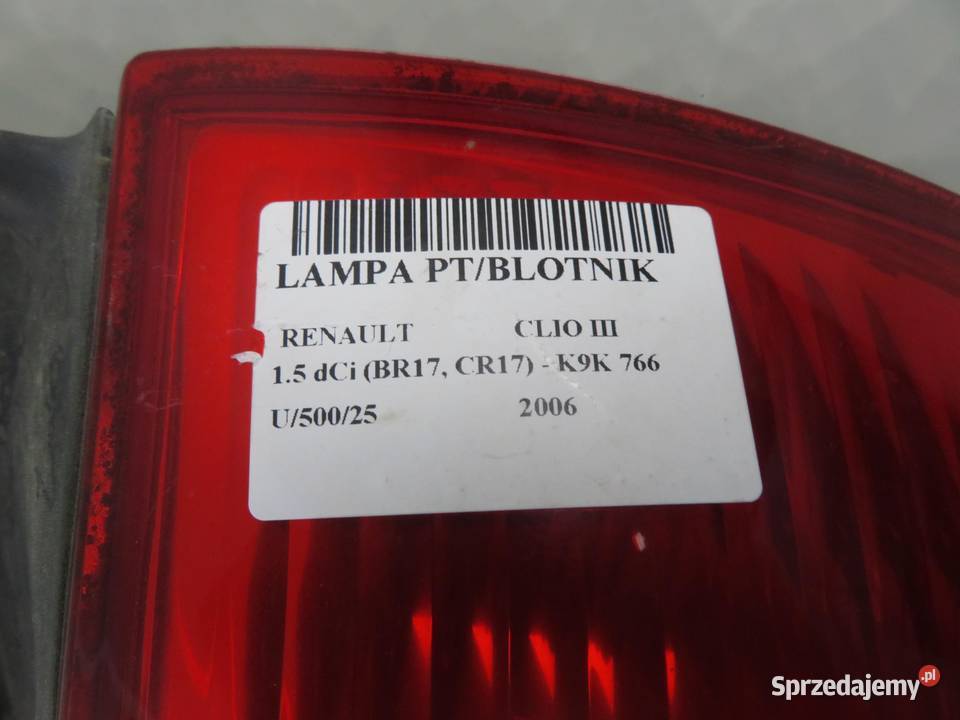 LAMPA PT/BLOTNIK
RENAULT CLIO III
1.5 dCi (BR17, CR17) - K9K 766
U/500/25 2006
Sprzedajemy.pl